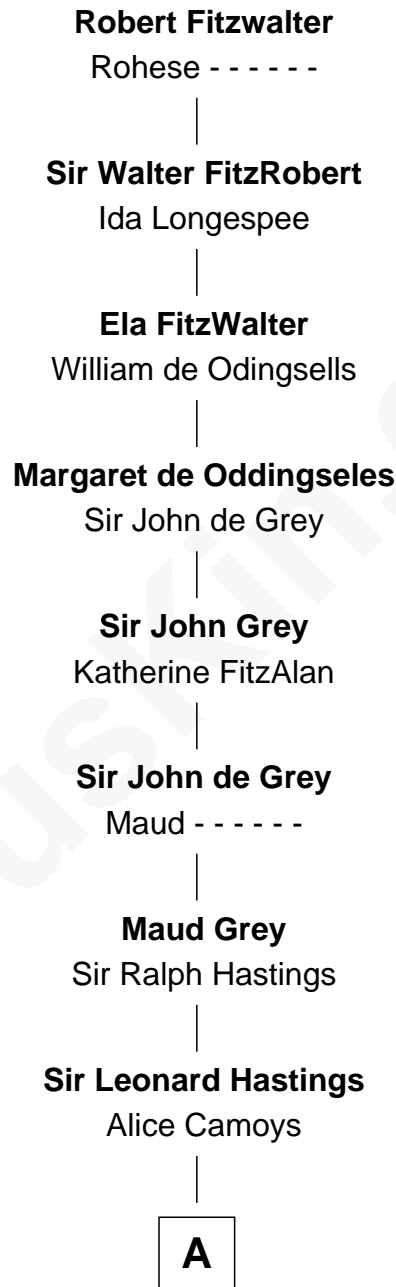 Robert Fitzwalter
Rohese - - - - - -
Sir Walter FitzRobert
Ida Longespee
Ela FitzWalter
William de Odingsells
Margaret de Oddingseles
Sir John de Grey
Sir John Grey
Katherine FitzAlan
Sir John de Grey
Maud - - - - - -
Maud Grey
Sir Ralph Hastings
Sir Leonard Hastings
Alice Camoys
A